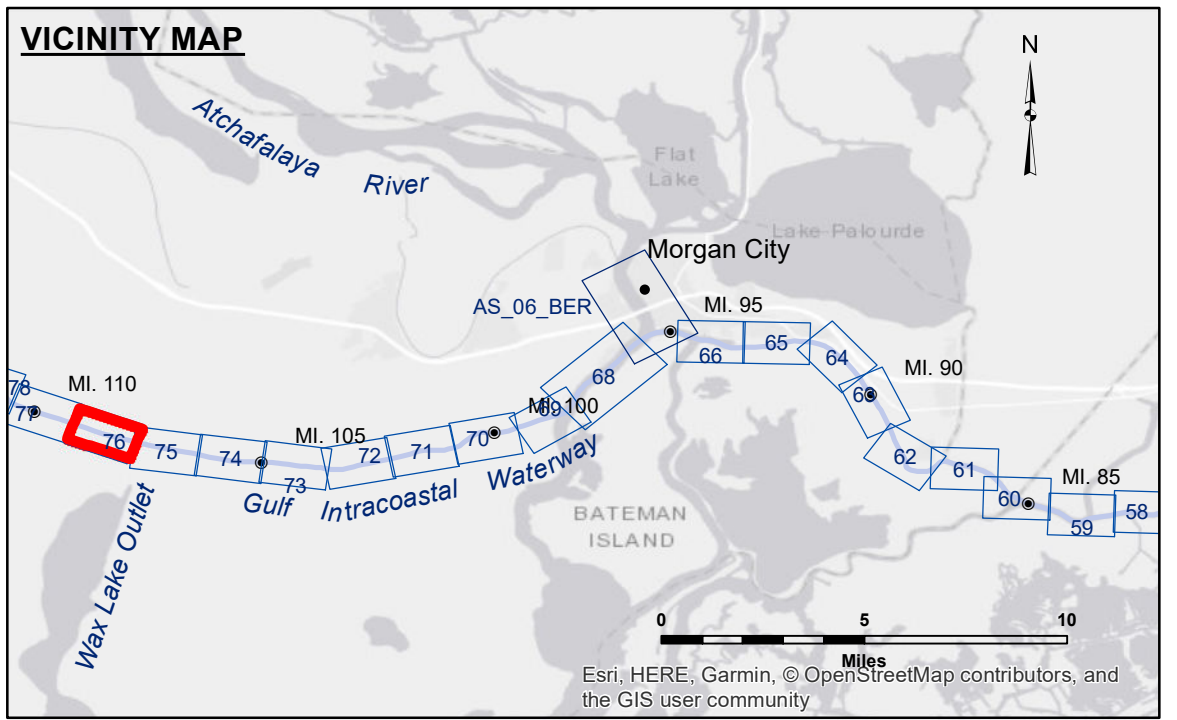 VICINITY MAP
N
Atchafalaya
River
Flat
Lake
Lake Palourde
Morgan City
AS_06_BER
MI. 95
66
65
64
MI. 90
63
68
78
MI. 110
77
76
75
74
MI. 105
73
72
71
70
69
MI. 100
62
61
60
MI. 85
59
58
Gulf Intracoastal Waterway
Wax Lake Outlet
BATEMAN
ISLAND
0 5 10
Miles
Esri, HERE, Garmin, © OpenStreetMap contributors, and
the GIS user community